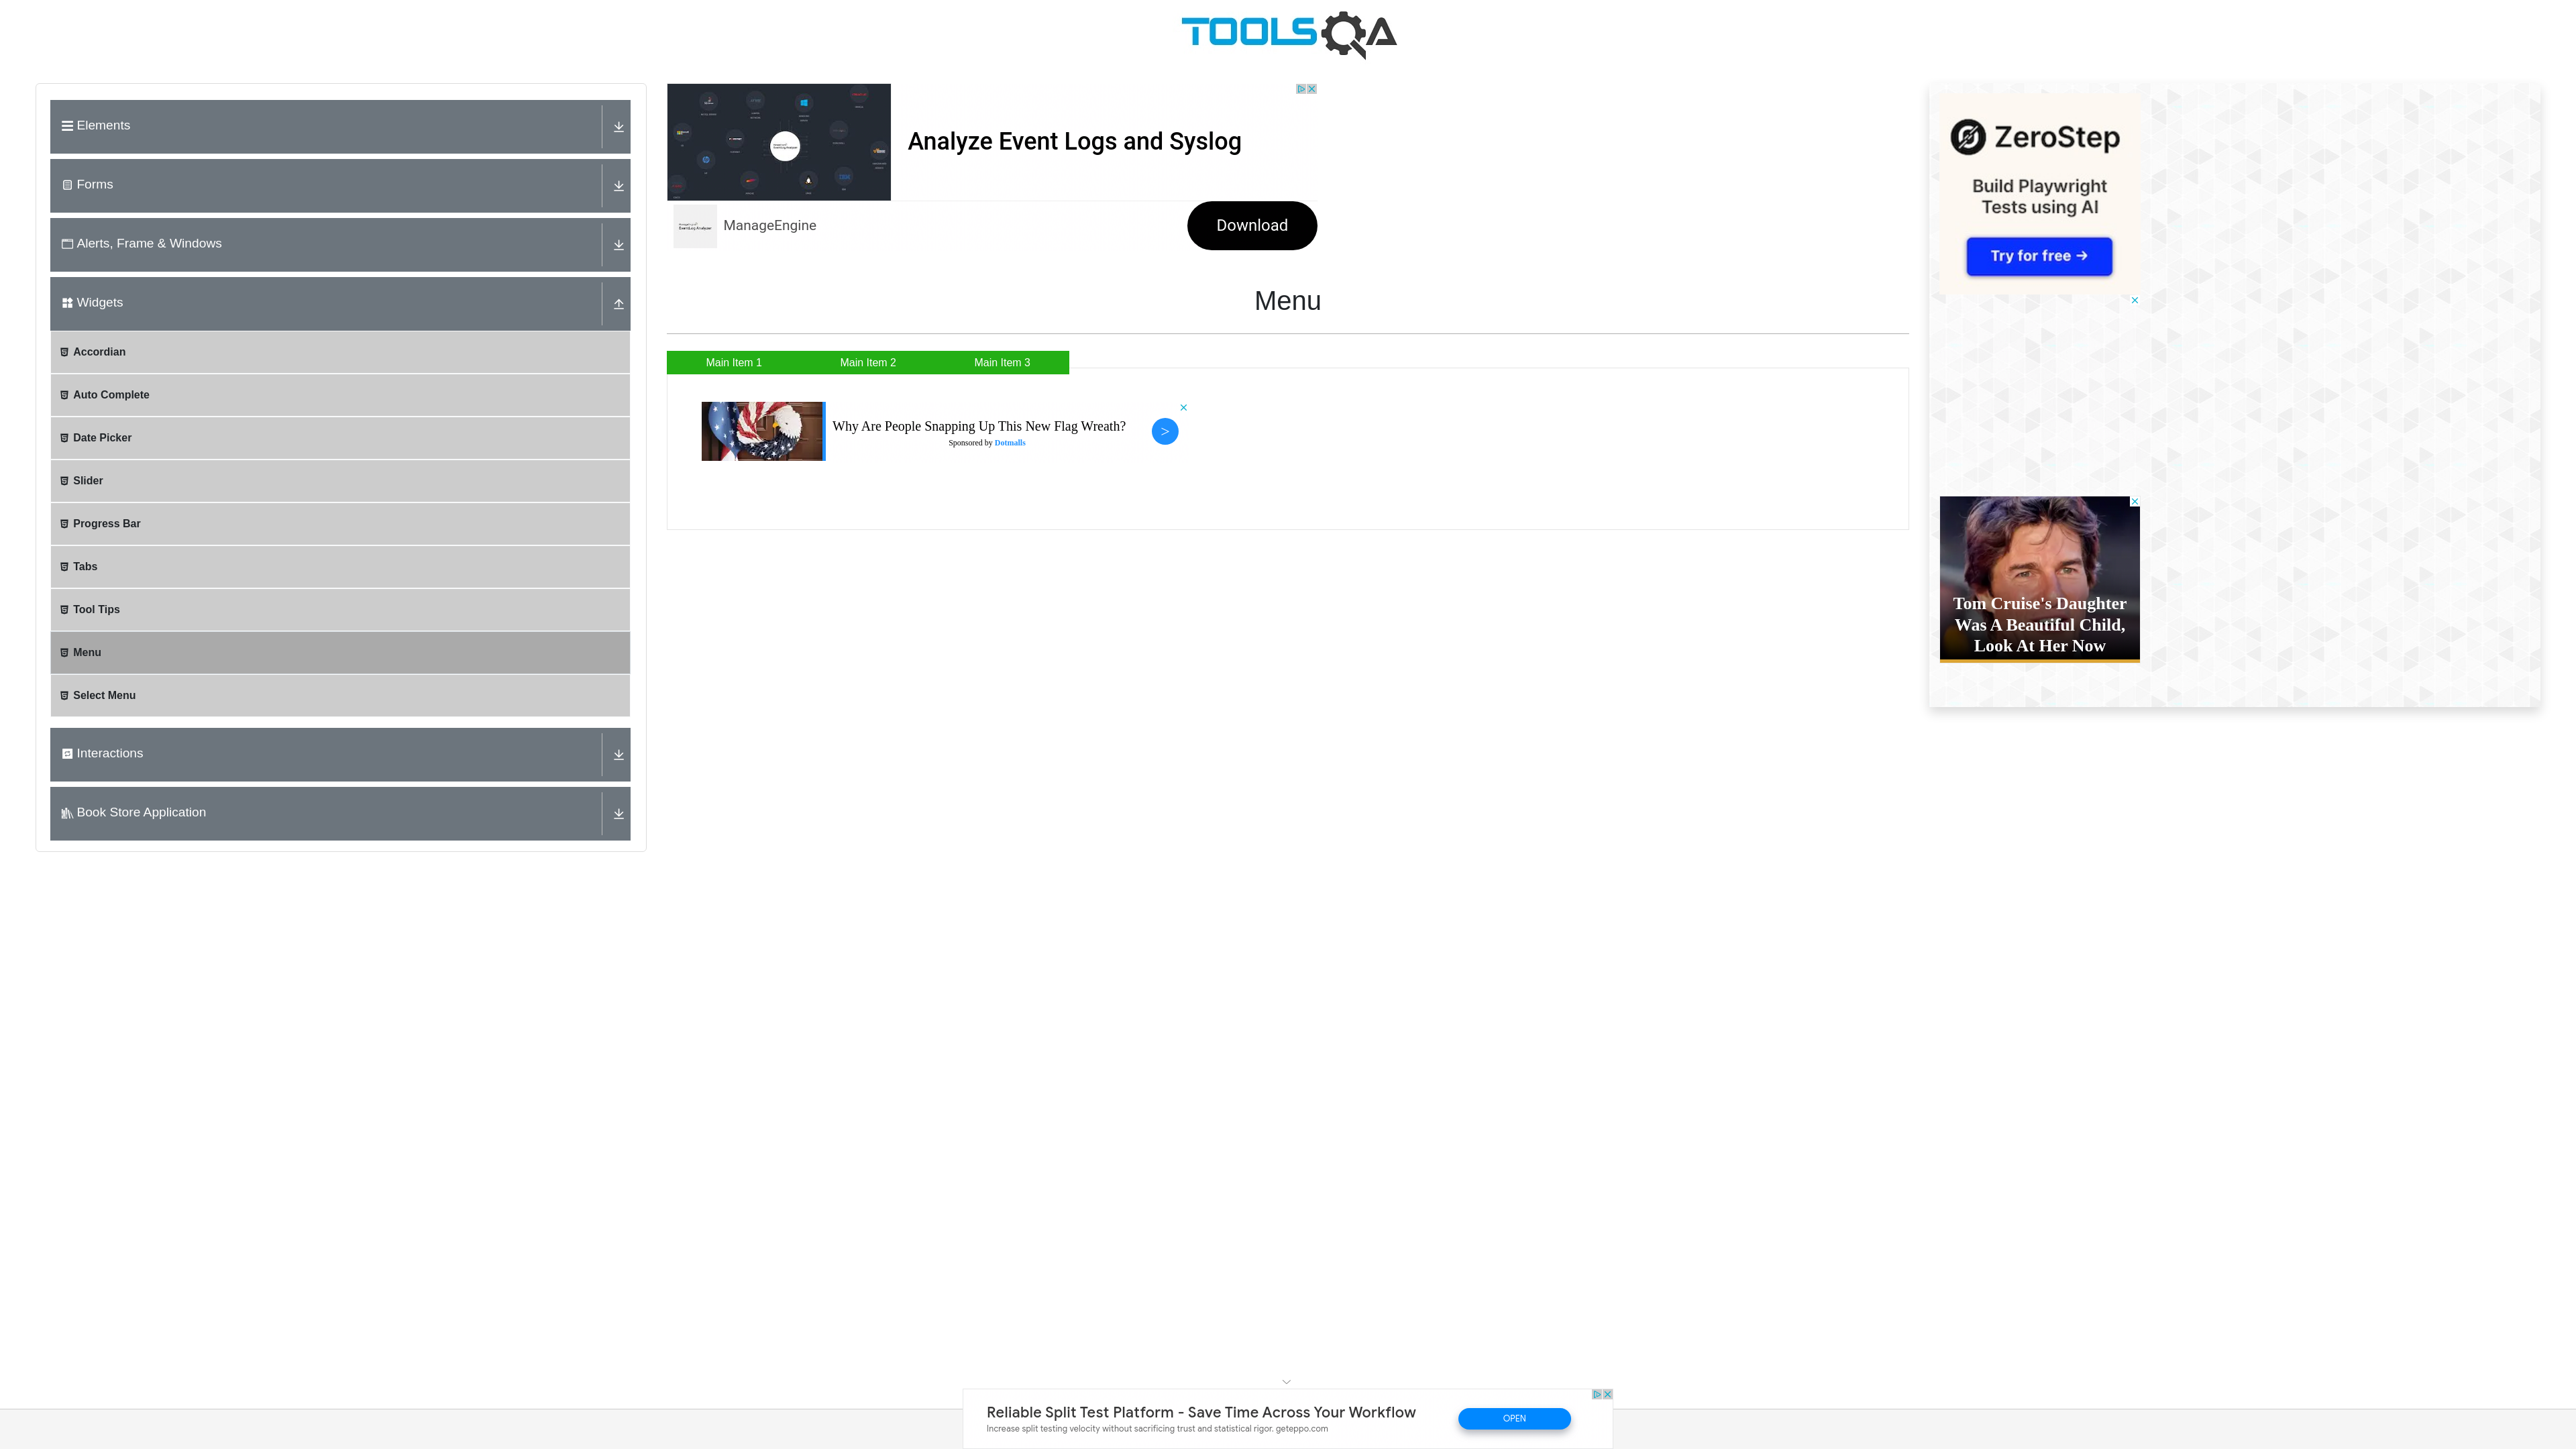 TOOLSQA
Elements
Forms
Alerts, Frame & Windows
Widgets
Accordian
Auto Complete
Date Picker
Slider
Progress Bar
Tabs
Tool Tips
Menu
Select Menu
Interactions
Book Store Application
Analyze Event Logs and Syslog
ManageEngine
Download
Menu
Main Item 1
Main Item 2
Main Item 3
Why Are People Snapping Up This New Flag Wreath?
Sponsored by Dotmalls
>
ZeroStep
Build Playwright
Tests using AI
Try for free →
Tom Cruise's Daughter
Was A Beautiful Child,
Look At Her Now
Reliable Split Test Platform - Save Time Across Your Workflow
Increase split testing velocity without sacrificing trust and statistical rigor. geteppo.com
OPEN